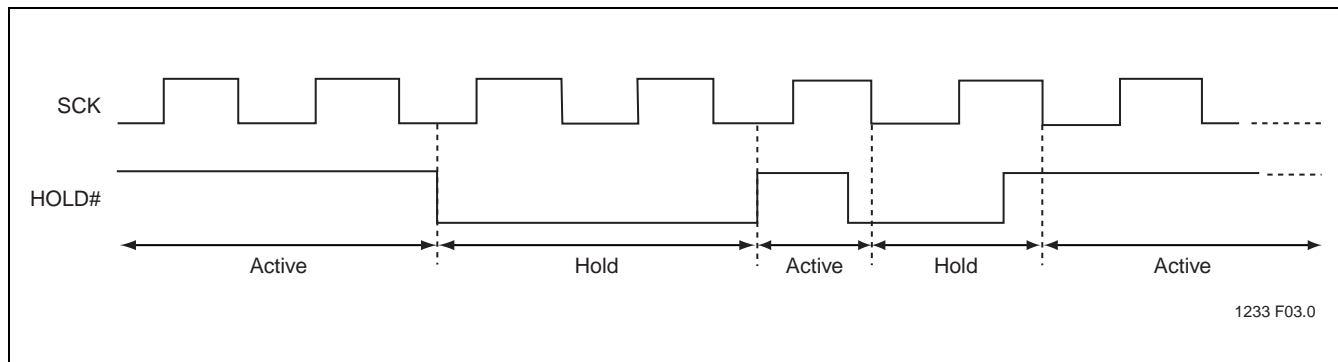 SCK
HOLD#
Active
Hold
Active
Hold
Active
1233 F03.0